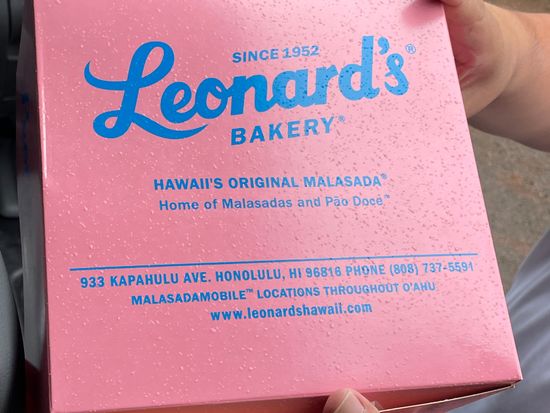 SINCE 1952
Leonard's®
BAKERY®
HAWAII'S ORIGINAL MALASADA®
Home of Malasadas and Pão Doce™
933 KAPAHULU AVE. HONOLULU, HI 96816 PHONE (808) 737-5591
MALASADAMOBILE™ LOCATIONS THROUGHOUT O'AHU
www.leonardshawaii.com